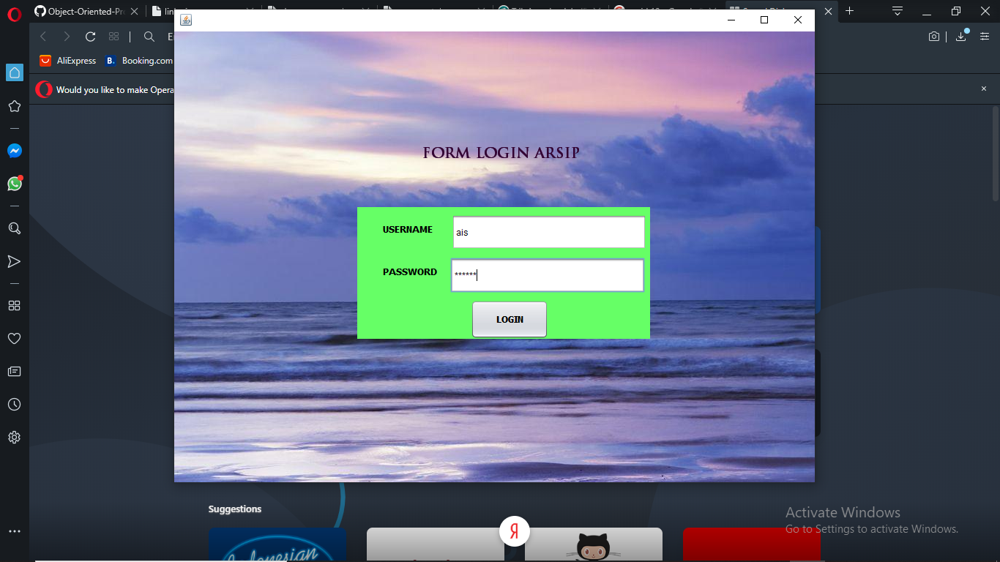 Object-Oriented-Pr
AliExpress
B. Booking.com
Would you like to make Opera
FORM LOGIN ARSIP
USERNAME
ais
PASSWORD
******
LOGIN
Suggestions
Indonesian
Я
Activate Windows
Go to Settings to activate Windows.